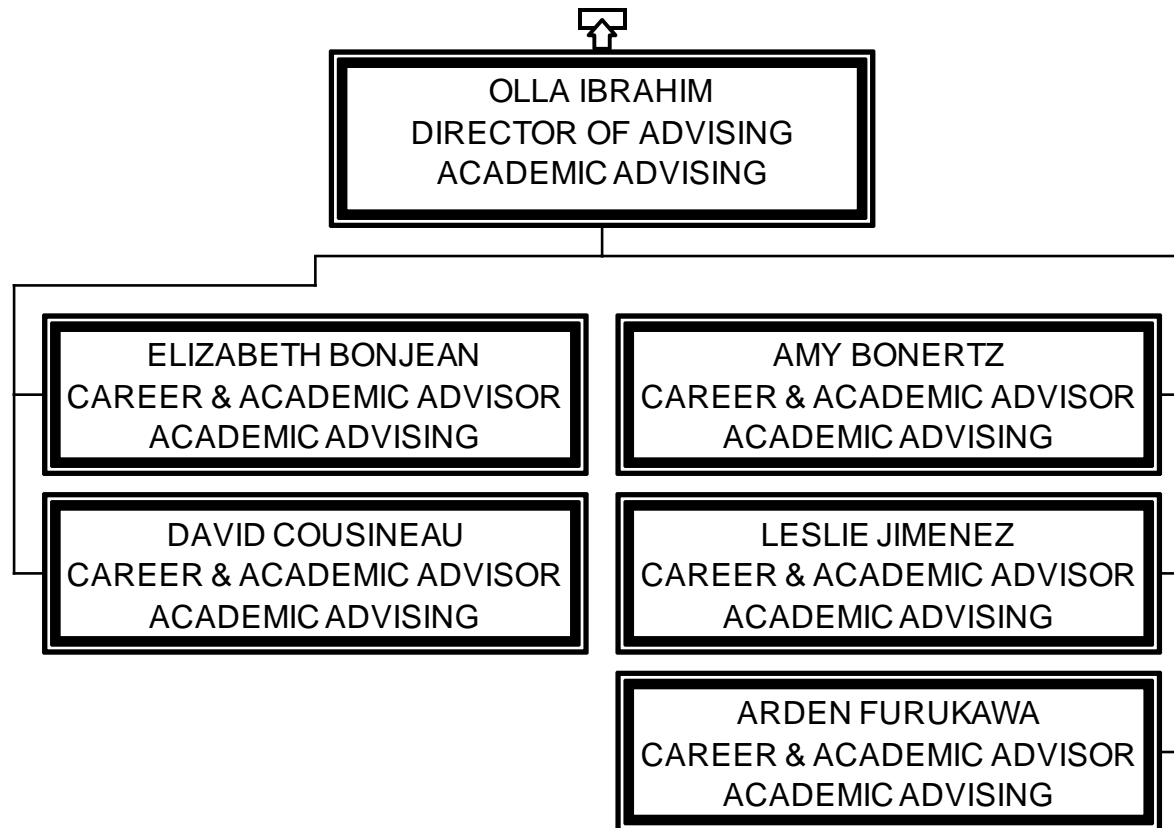 OLLA IBRAHIM
DIRECTOR OF ADVISING
ACADEMIC ADVISING
ELIZABETH BONJEAN
CAREER & ACADEMIC ADVISOR
ACADEMIC ADVISING
AMY BONERTZ
CAREER & ACADEMIC ADVISOR
ACADEMIC ADVISING
DAVID COUSINEAU
CAREER & ACADEMIC ADVISOR
ACADEMIC ADVISING
LESLIE JIMENEZ
CAREER & ACADEMIC ADVISOR
ACADEMIC ADVISING
ARDEN FURUKAWA
CAREER & ACADEMIC ADVISOR
ACADEMIC ADVISING